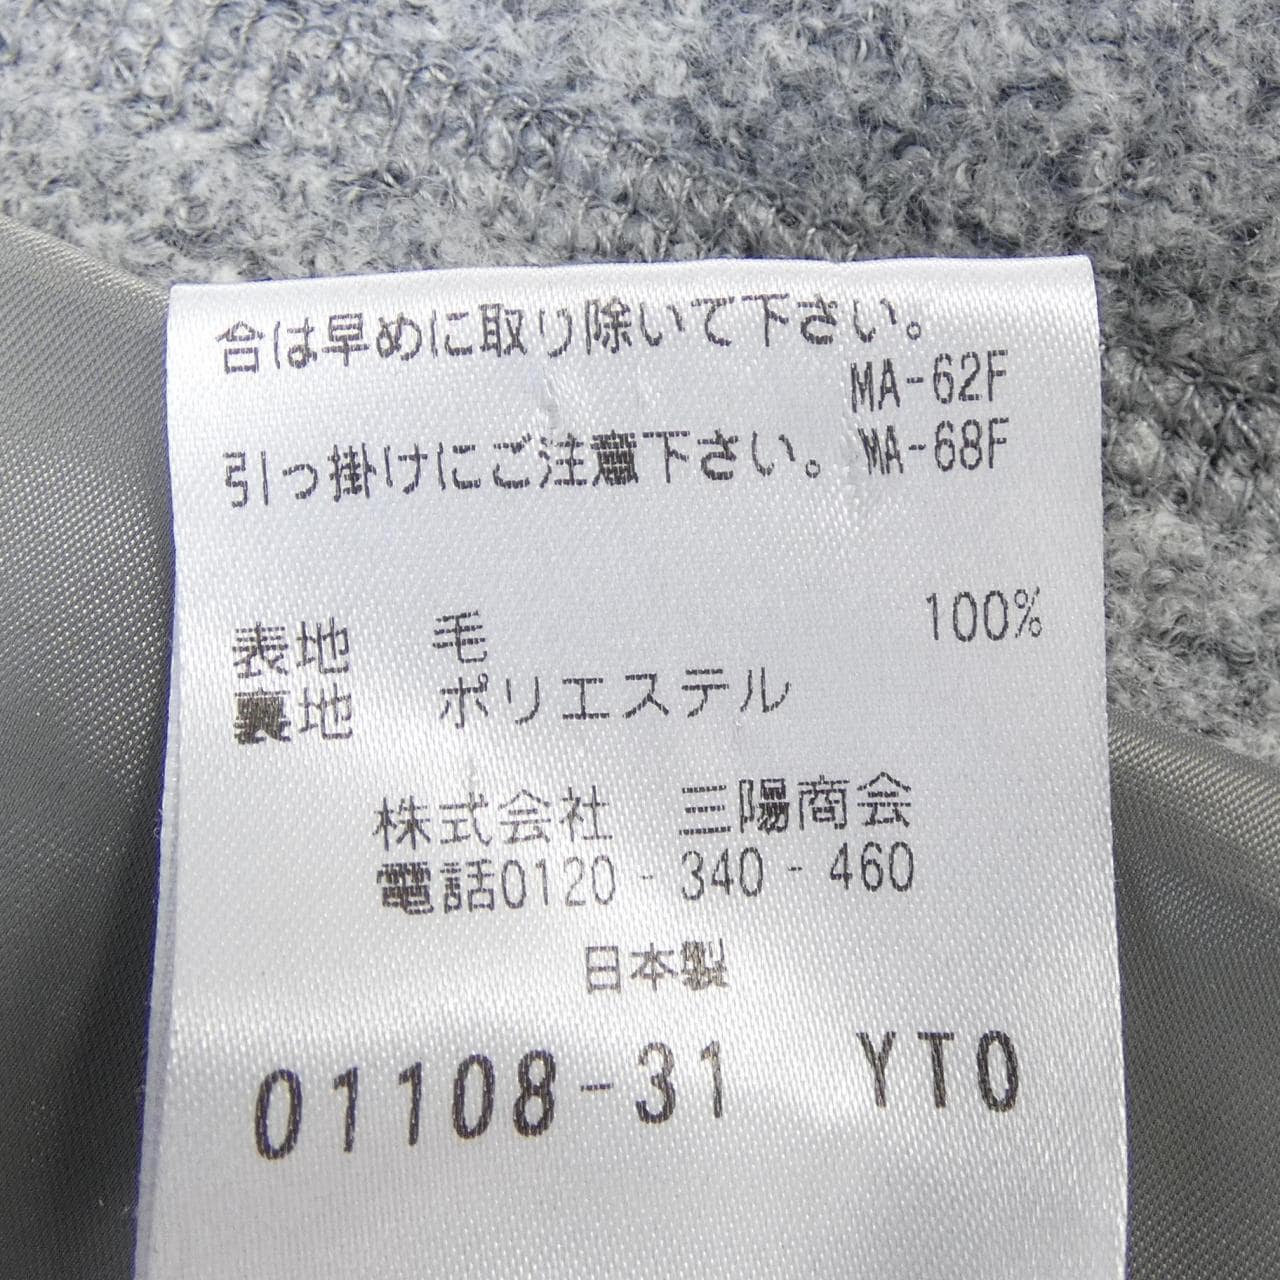 合は早めに取り除いて下さい。
MA-62F
引っ掛けにご注意下さい。 MA-68F
表地 毛 100%
裏地 ポリエステル
株式会社 三陽商会
電話0120 - 340 - 460
日本製
01108-31 YTO